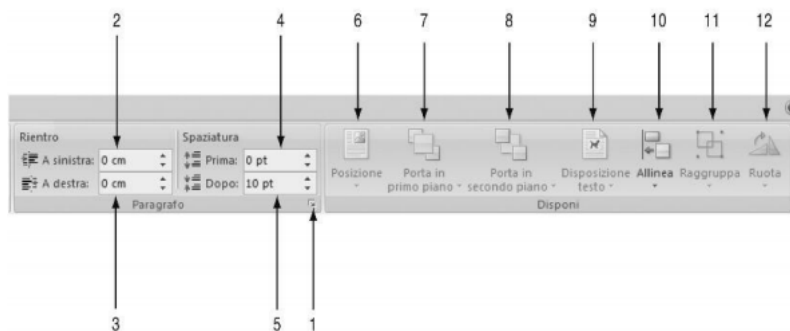 2 4 6 7 8 9 10 11 12
Rientro Spaziatura
A sinistra: 0 cm Prima: 0 pt
A destra: 0 cm Dopo: 10 pt
Posizione Porta in primo piano Porta in secondo piano Disposizione testo Allinea Raggruppa Ruota
Paragrafo Disponi
3 5 1